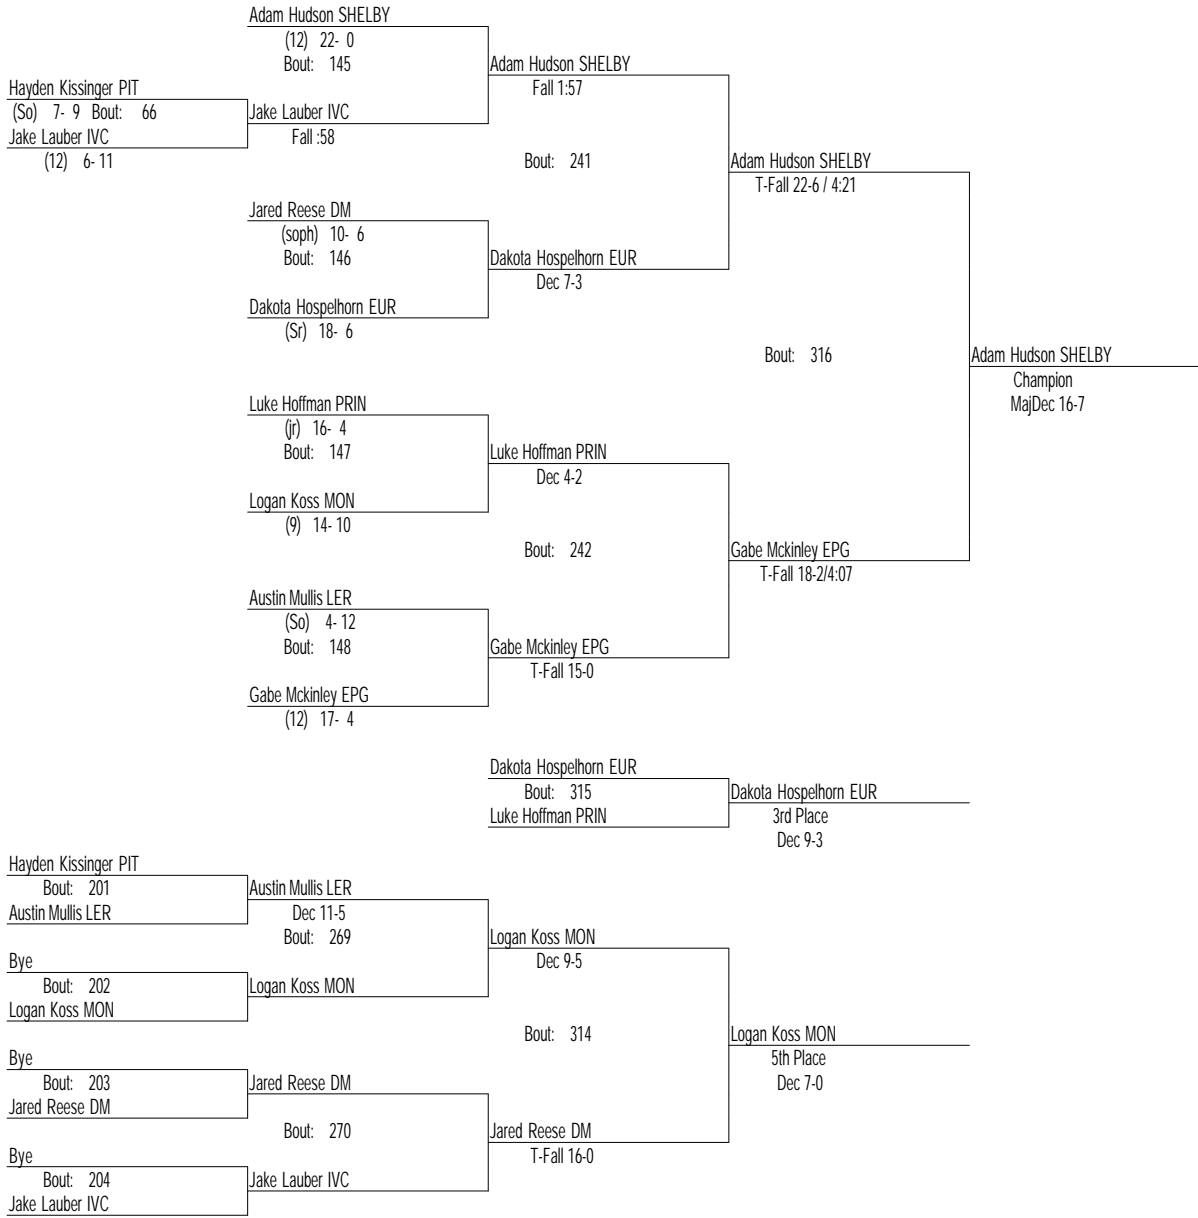 Adam Hudson SHELBY
(12) 22- 0
Bout: 145
Adam Hudson SHELBY
Fall 1:57
Hayden Kissinger PIT
(So) 7- 9 Bout: 66
Jake Lauber IVC
Jake Lauber IVC
Fall :58
(12) 6- 11
Bout: 241
Adam Hudson SHELBY
T-Fall 22-6 / 4:21
Jared Reese DM
(soph) 10- 6
Bout: 146
Dakota Hospelhorn EUR
Dec 7-3
Dakota Hospelhorn EUR
(Sr) 18- 6
Bout: 316
Adam Hudson SHELBY
Champion
MajDec 16-7
Luke Hoffman PRIN
(jr) 16- 4
Bout: 147
Luke Hoffman PRIN
Dec 4-2
Logan Koss MON
(9) 14- 10
Bout: 242
Gabe Mckinley EPG
T-Fall 18-2/4:07
Austin Mullis LER
(So) 4- 12
Bout: 148
Gabe Mckinley EPG
T-Fall 15-0
Gabe Mckinley EPG
(12) 17- 4
Dakota Hospelhorn EUR
Bout: 315
Dakota Hospelhorn EUR
Luke Hoffman PRIN
3rd Place
Dec 9-3
Hayden Kissinger PIT
Bout: 201
Austin Mullis LER
Austin Mullis LER
Dec 11-5
Bout: 269
Logan Koss MON
Dec 9-5
Bye
Bout: 202
Logan Koss MON
Logan Koss MON
Bout: 314
Logan Koss MON
5th Place
Dec 7-0
Bye
Bout: 203
Jared Reese DM
Jared Reese DM
Bout: 270
Jared Reese DM
T-Fall 16-0
Bye
Bout: 204
Jake Lauber IVC
Jake Lauber IVC